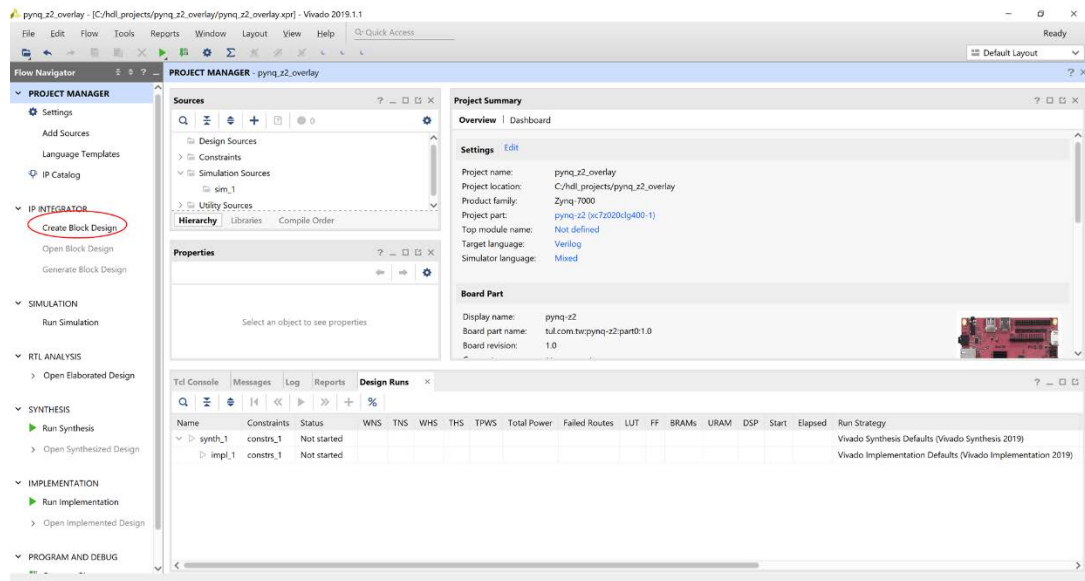 pynq_z2_overlay - [C:/hdl_projects/pynq_z2_overlay/pynq_z2_overlay.xpr] - Vivado 2019.1.1
File Edit Flow Tools Reports Window Layout View Help Quick Access
Ready
Default Layout
Flow Navigator
PROJECT MANAGER
Settings
Add Sources
Language Templates
IP Catalog
IP INTEGRATOR
Create Block Design
Open Block Design
Generate Block Design
SIMULATION
Run Simulation
RTL ANALYSIS
Open Elaborated Design
SYNTHESIS
Run Synthesis
Open Synthesized Design
IMPLEMENTATION
Run Implementation
Open Implemented Design
PROGRAM AND DEBUG
PROJECT MANAGER - pynq_z2_overlay
Sources
0
Design Sources
Constraints
Simulation Sources
sim_1
Utility Sources
Hierarchy Libraries Compile Order
Properties
Select an object to see properties
Project Summary
Overview | Dashboard
Settings Edit
Project name: pynq_z2_overlay
Project location: C:/hdl_projects/pynq_z2_overlay
Product family: Zynq-7000
Project part: pynq-z2 (xc7z020clg400-1)
Top module name: Not defined
Target language: Verilog
Simulator language: Mixed
Board Part
Display name: pynq-z2
Board part name: tul.com.tw:pynq-z2:part0:1.0
Board revision: 1.0
Tcl Console Messages Log Reports Design Runs
Name Constraints Status WNS TNS WHS THS TPWS Total Power Failed Routes LUT FF BRAMs URAM DSP Start Elapsed Run Strategy
synth_1 constrs_1 Not started Vivado Synthesis Defaults (Vivado Synthesis 2019)
impl_1 constrs_1 Not started Vivado Implementation Defaults (Vivado Implementation 2019)